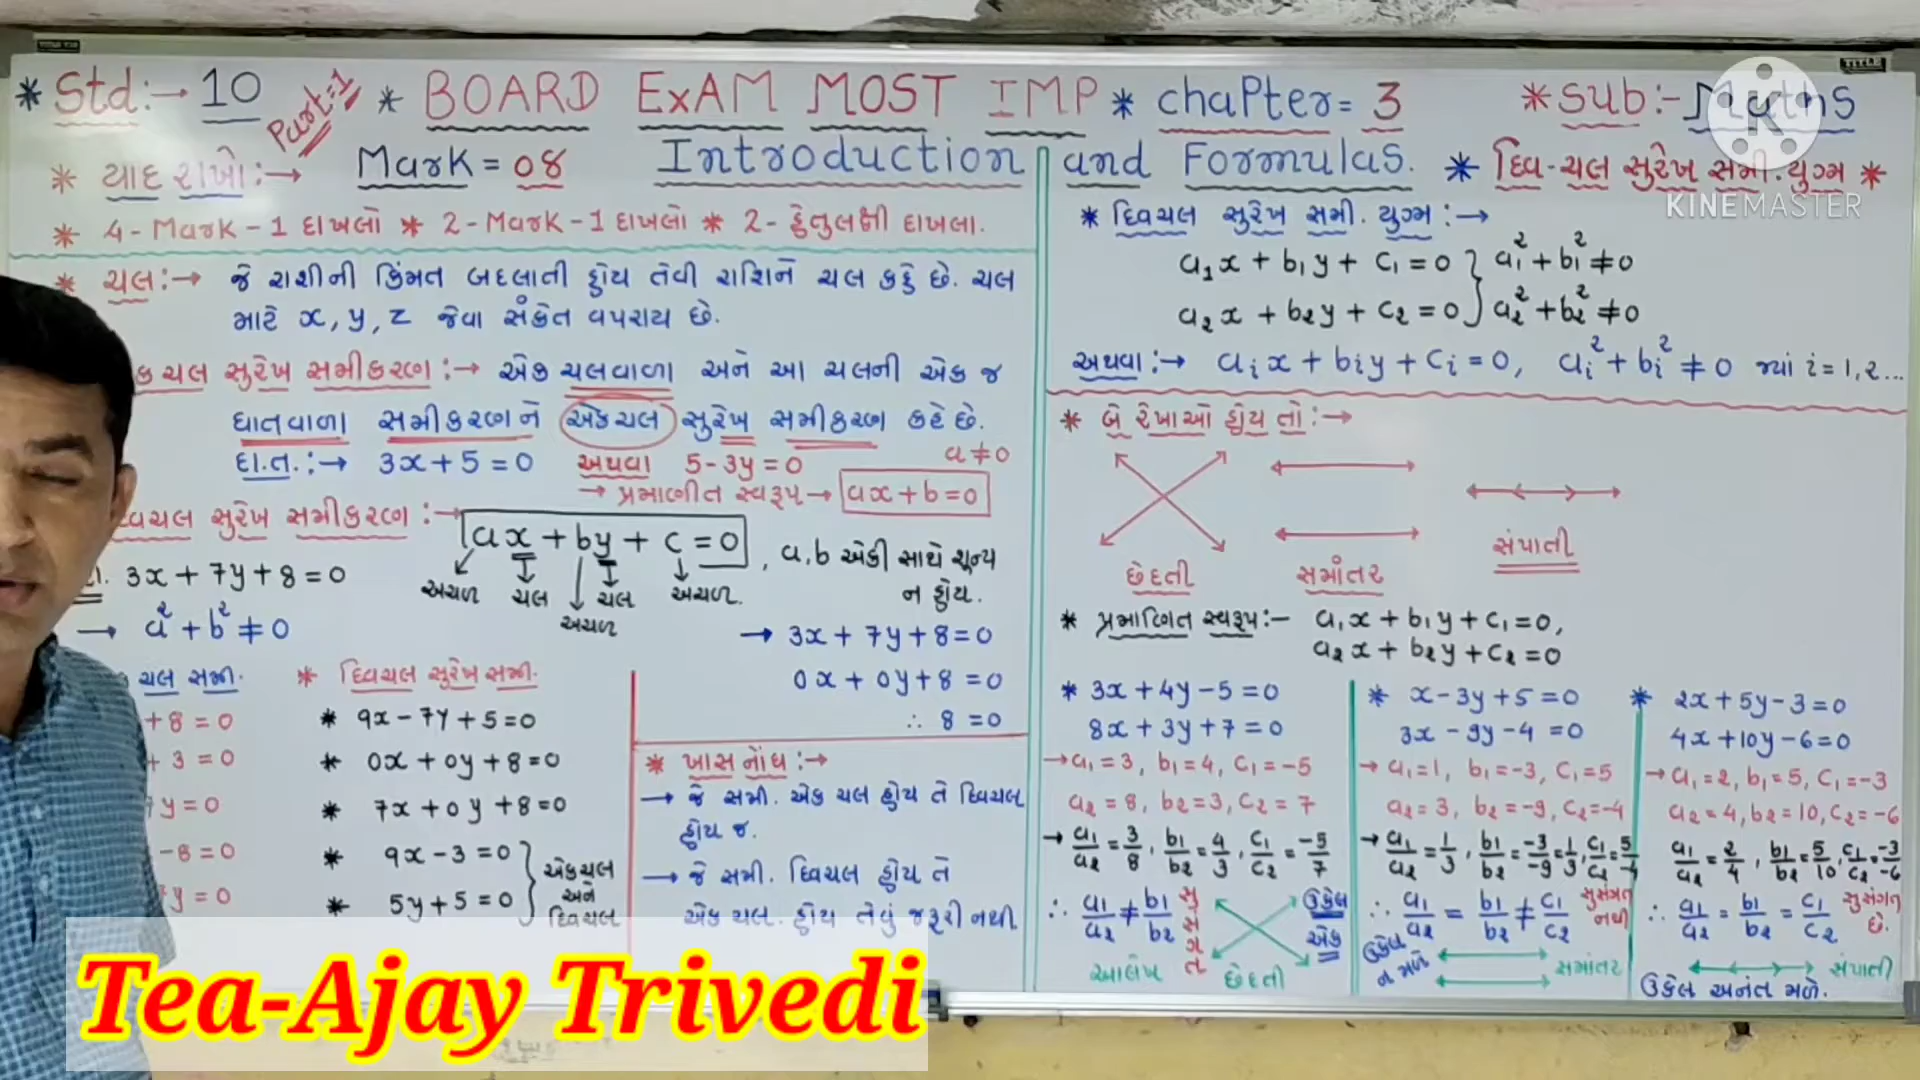 * Std:→ 10 Part=1 * BOARD ExAM MOST IMP * chaPter = 3 * Sub:- Maths
* યાદ રાખો:→ MarK = 08 Introduction and Formulas. * દ્વિ-ચલ સુરેખ સમી. યુગ્મ *
KINEMASTER
* 4-MarK-1 દાખલો * 2-MarK-1 દાખલો * 2- હેતુલક્ષી દાખલા.
* ચલ:→ જે રાશીની કિંમત બદલાતી હોય તેવી રાશિને ચલ કહે છે. ચલ
માટે x, y, z જેવા સંકેત વપરાય છે.
ક ચલ સુરેખ સમીકરણ:→ એક ચલવાળા અને આ ચલની એક જ
ઘાતવાળા સમીકરણને એકચલ સુરેખ સમીકરણ કહે છે.
દા.ત.:→ 3x+5=0 અથવા 5-3y=0 a≠0
→ પ્રમાણીત સ્વરૂપ→ ax+b=0
દ્વિચલ સુરેખ સમીકરણ:→ ax + by + c = 0, a,b એકી સાથે શૂન્ય
ન હોય.
અચળ ચલ અચળ ચલ અચળ.
3x + 7y + 8 = 0
→ a² + b² ≠ 0
→ 3x + 7y + 8 = 0
0x + 0y + 8 = 0
∴ 8 = 0
ચલ સમી.
+8 = 0
+ 3 = 0
7y = 0
-8 = 0
7y = 0
* દ્વિચલ સુરેખ સમી.
* 9x - 7y + 5 = 0
* 0x + 0y + 8 = 0
* 7x + 0y + 8 = 0
* 9x - 3 = 0
* 5y + 5 = 0
એકચલ
અને
દ્વિચલ
* ખાસ નોંધ:→
→ જે સમી. એક ચલ હોય તે દ્વિચલ
હોય જ.
→ જે સમી. દ્વિચલ હોય તે
એક ચલ. હોય તેવું જરૂરી નથી.
* દ્વિચલ સુરેખ સમી. યુગ્મ:→
a₁x + b₁y + c₁ = 0 } a₁² + b₁² ≠ 0
a₂x + b₂y + c₂ = 0 } a₂² + b₂² ≠ 0
અથવા:→ aᵢx + bᵢy + cᵢ = 0, aᵢ² + bᵢ² ≠ 0 જ્યાં i = 1, 2...
* બે રેખાઓ હોય તો:→
છેદતી સમાંતર સંપાતી
* પ્રમાણિત સ્વરૂપ:- a₁x + b₁y + c₁ = 0,
a₂x + b₂y + c₂ = 0
* 3x + 4y - 5 = 0
8x + 3y + 7 = 0
→ a₁ = 3, b₁ = 4, c₁ = -5
a₂ = 8, b₂ = 3, c₂ = 7
→ a₁/a₂ = 3/8, b₁/b₂ = 4/3, c₁/c₂ = -5/7
∴ a₁/a₂ ≠ b₁/b₂ સુસંગત ઉકેલ એક
આલેખ છેદતી
* x - 3y + 5 = 0
3x - 9y - 4 = 0
→ a₁ = 1, b₁ = -3, c₁ = 5
a₂ = 3, b₂ = -9, c₂ = -4
→ a₁/a₂ = 1/3, b₁/b₂ = -3/-9 = 1/3, c₁/c₂ = 5/-4
∴ a₁/a₂ = b₁/b₂ ≠ c₁/c₂ સુસંગત નથી
ઉકેલ ન મળે સમાંતર
* 2x + 5y - 3 = 0
4x + 10y - 6 = 0
→ a₁ = 2, b₁ = 5, c₁ = -3
a₂ = 4, b₂ = 10, c₂ = -6
a₁/a₂ = 2/4, b₁/b₂ = 5/10, c₁/c₂ = -3/-6
∴ a₁/a₂ = b₁/b₂ = c₁/c₂ સુસંગત છે.
સંપાતી
ઉકેલ અનંત મળે.
Tea-Ajay Trivedi